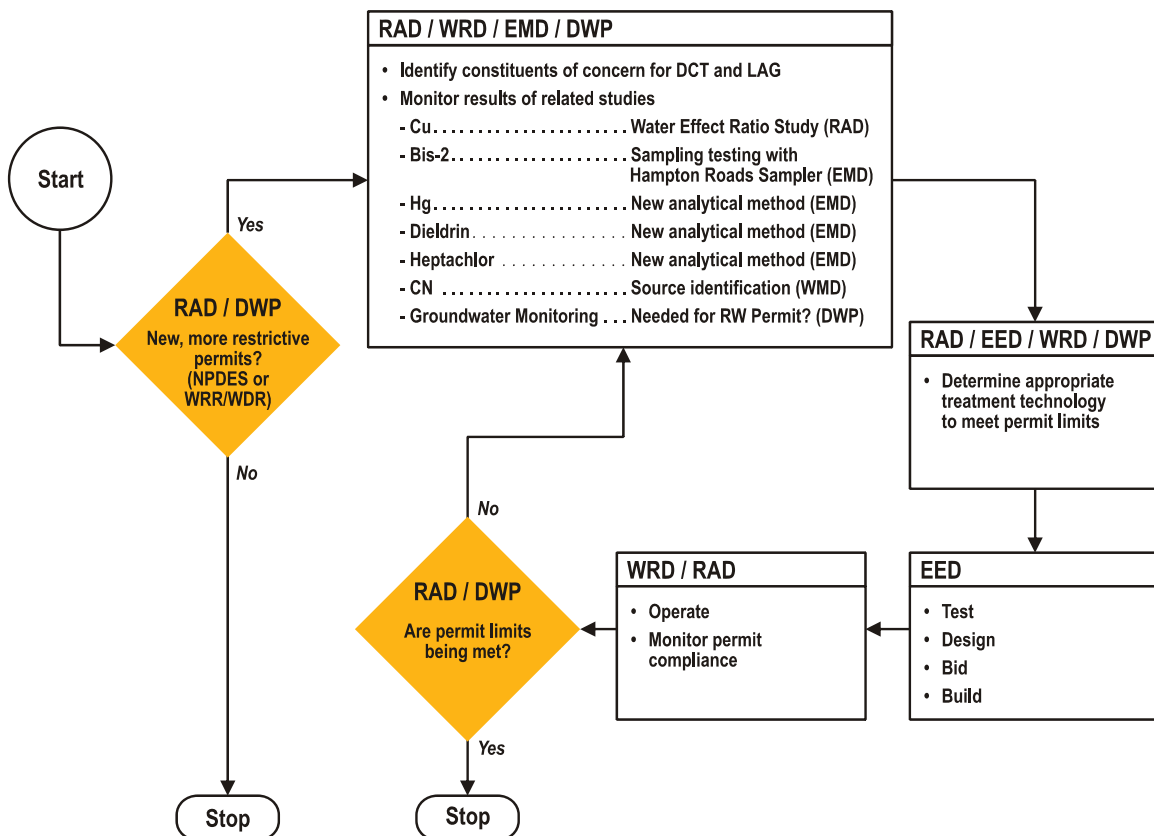 Start
Yes
RAD / DWP
New, more restrictive
permits?
(NPDES or
WRR/WDR)
No
Stop
RAD / WRD / EMD / DWP
• Identify constituents of concern for DCT and LAG
• Monitor results of related studies
- Cu. . . . . . . . . . . . . . . . . . Water Effect Ratio Study (RAD)
- Bis-2. . . . . . . . . . . . . . . . Sampling testing with
Hampton Roads Sampler (EMD)
- Hg. . . . . . . . . . . . . . . . . . New analytical method (EMD)
- Dieldrin . . . . . . . . . . . . . . New analytical method (EMD)
- Heptachlor . . . . . . . . . . . New analytical method (EMD)
- CN . . . . . . . . . . . . . . . . . Source identification (WMD)
- Groundwater Monitoring . . . Needed for RW Permit? (DWP)
RAD / EED / WRD / DWP
• Determine appropriate
treatment technology
to meet permit limits
EED
• Test
• Design
• Bid
• Build
WRD / RAD
• Operate
• Monitor permit
compliance
No
RAD / DWP
Are permit limits
being met?
Yes
Stop